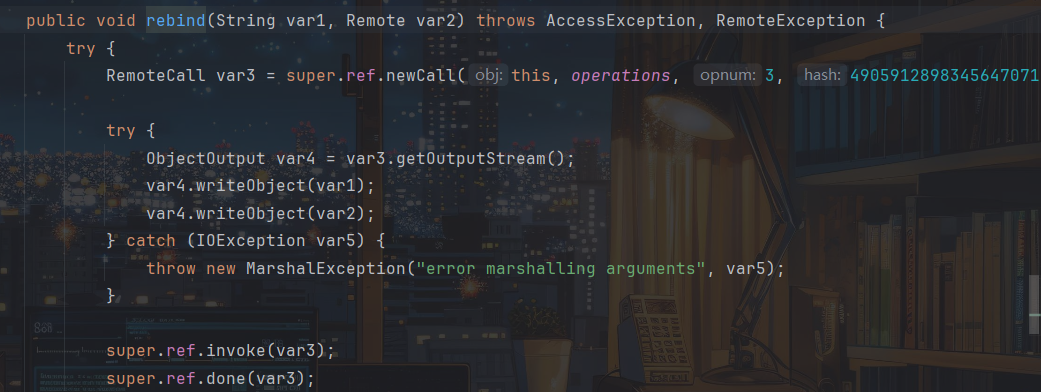 public void rebind(String var1, Remote var2) throws AccessException, RemoteException {
try {
RemoteCall var3 = super.ref.newCall( obj: this, operations, opnum: 3, hash: 4905912898345647071
try {
ObjectOutput var4 = var3.getOutputStream();
var4.writeObject(var1);
var4.writeObject(var2);
} catch (IOException var5) {
throw new MarshalException("error marshalling arguments", var5);
}
super.ref.invoke(var3);
super.ref.done(var3);